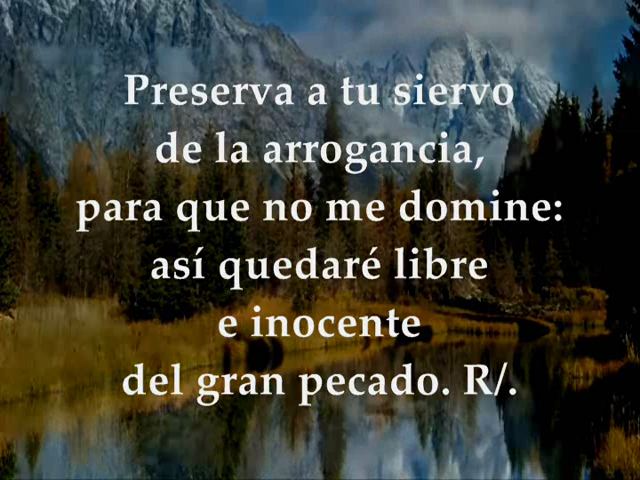 Preserva a tu siervo
de la arrogancia,
para que no me domine:
así quedaré libre
e inocente
del gran pecado. R/.